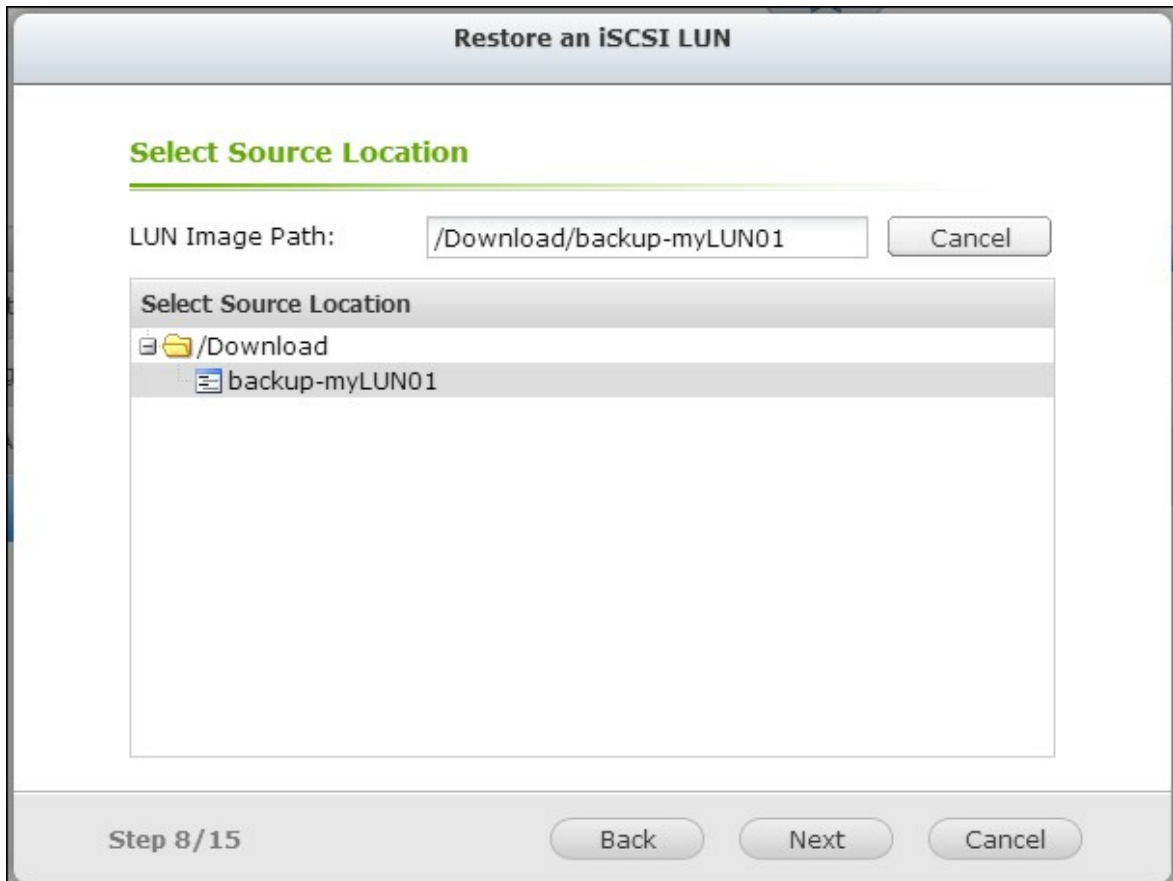 Restore an iSCSI LUN
Select Source Location
LUN Image Path: /Download/backup-myLUN01 Cancel
Select Source Location
/Download
backup-myLUN01
Step 8/15 Back Next Cancel